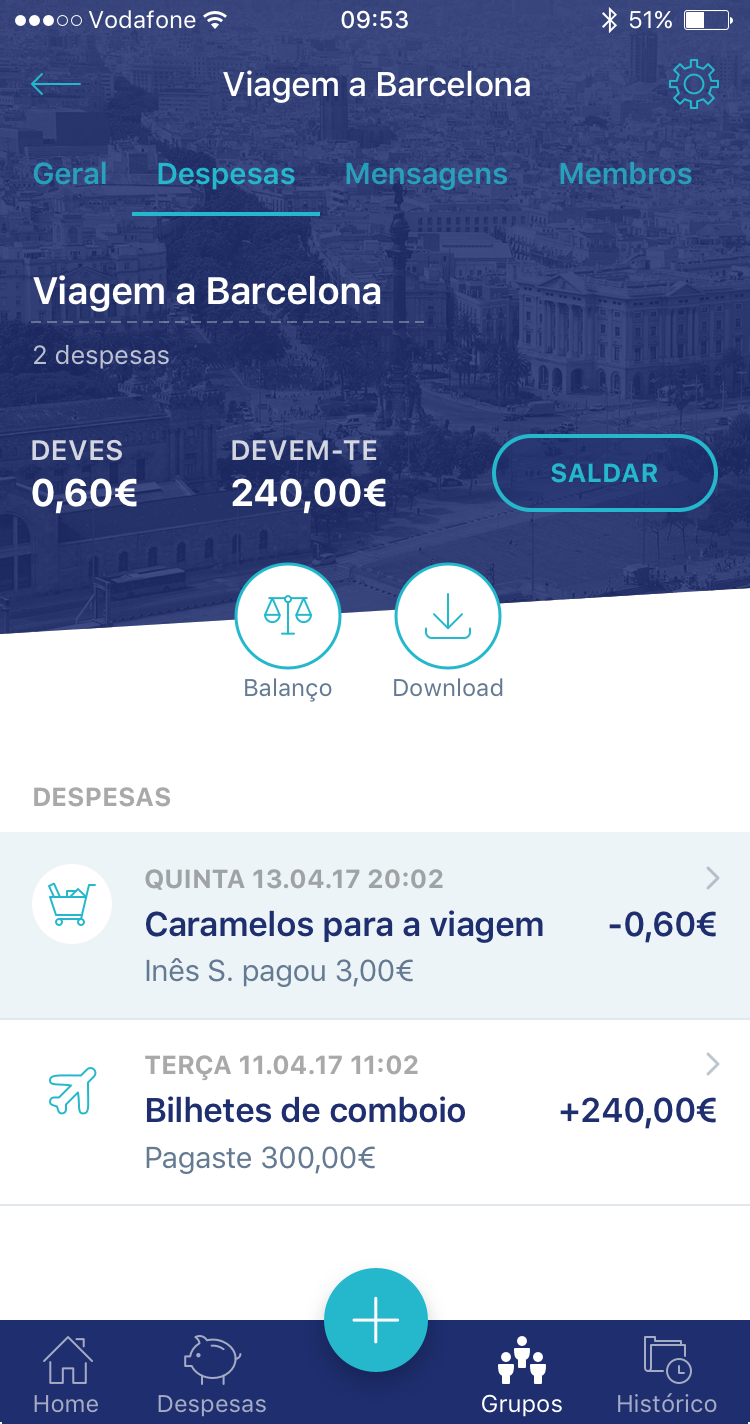 Vodafone 09:53 51%
Viagem a Barcelona
Geral Despesas Mensagens Membros
Viagem a Barcelona
2 despesas
DEVES DEVEM-TE
0,60€ 240,00€ SALDAR
Balanço Download
DESPESAS
QUINTA 13.04.17 20:02
Caramelos para a viagem -0,60€
Inês S. pagou 3,00€
TERÇA 11.04.17 11:02
Bilhetes de comboio +240,00€
Pagaste 300,00€
Home Despesas Grupos Histórico